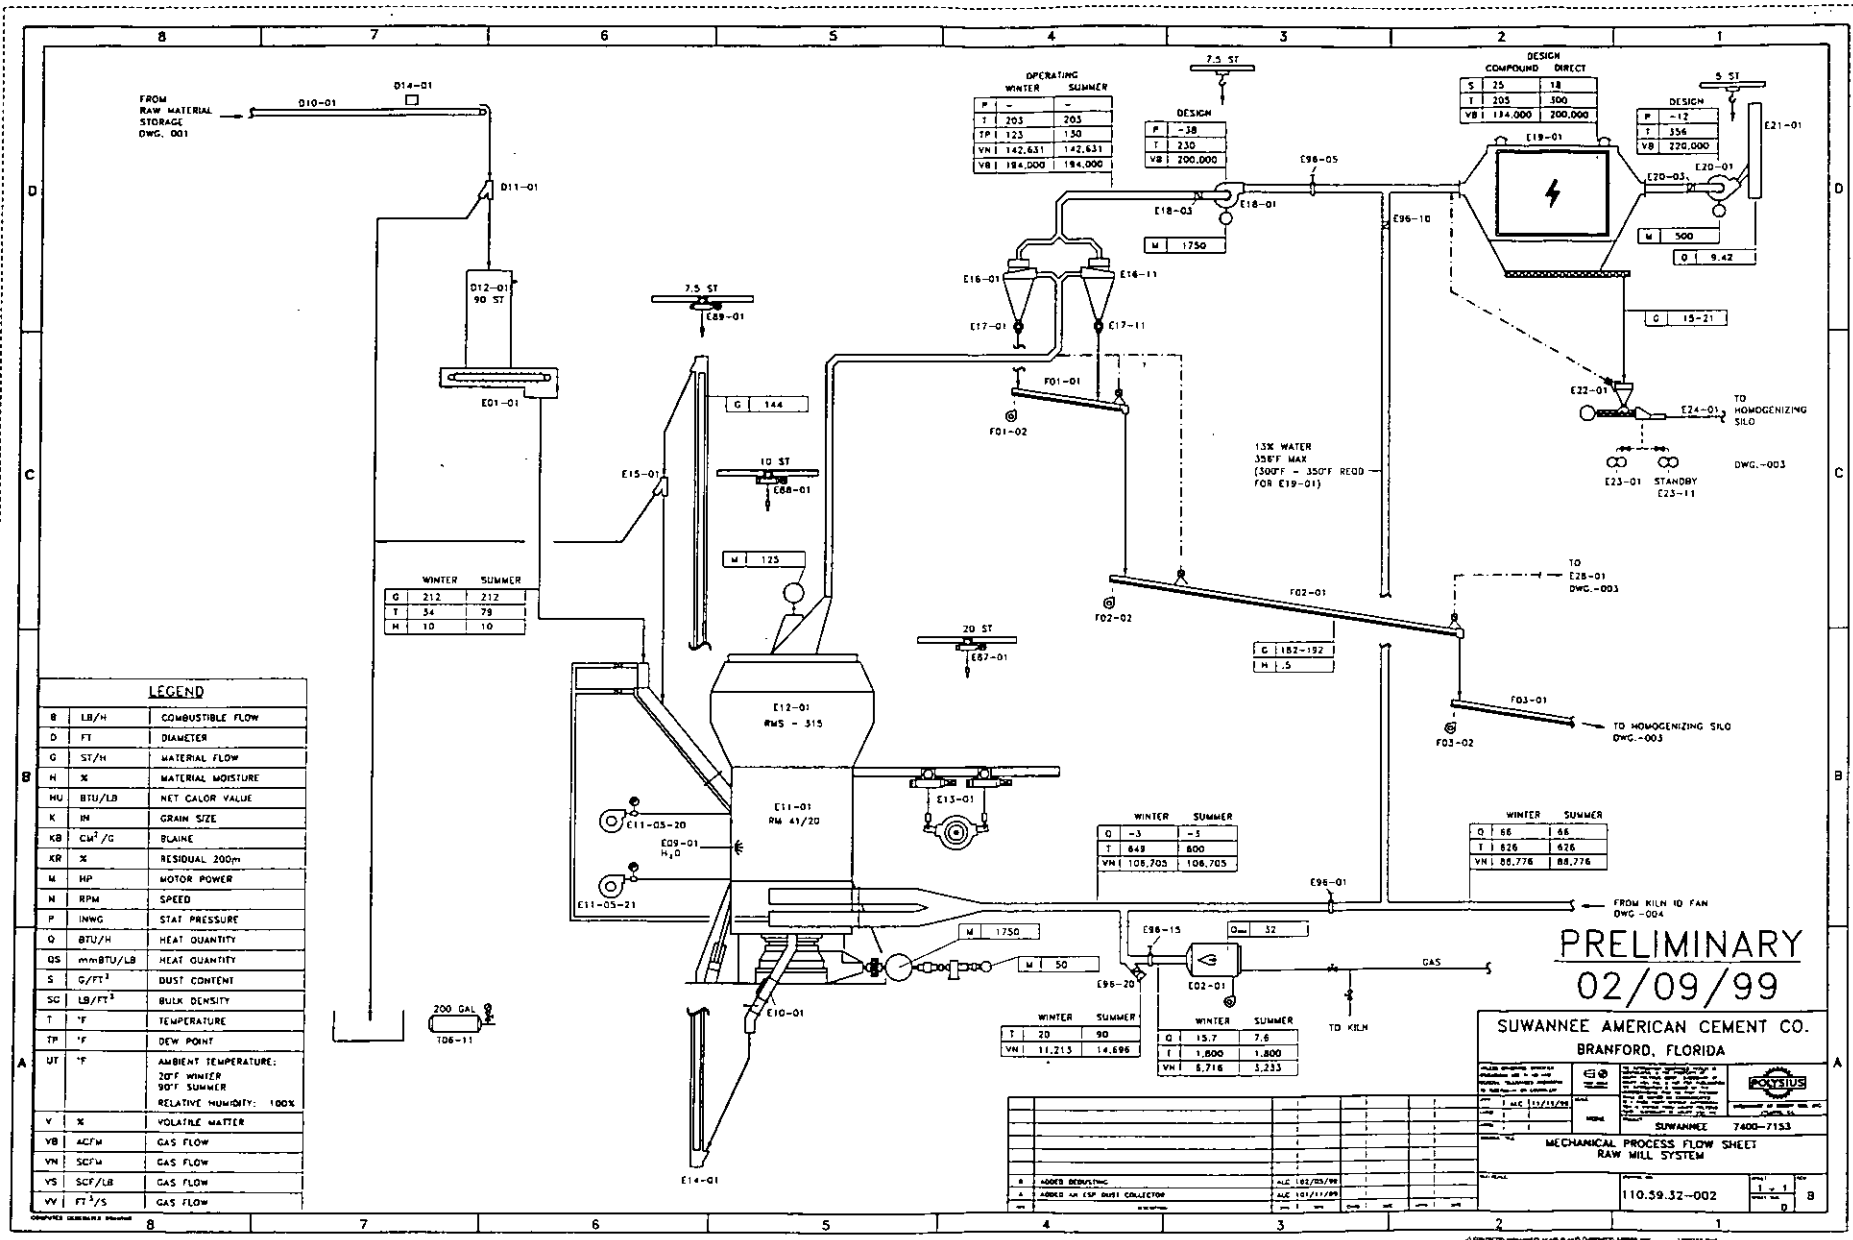 8 7 6 5 4 3 2 1
FROM
RAW MATERIAL
STORAGE
DWG. 001
D10-01
D14-01
D11-01
D12-01
90 ST
E01-01
7.5 ST
E89-01
G 144
10 ST
E88-01
E15-01
M 125
WINTER SUMMER
G 212 212
T 34 79
H 10 10
OPERATING
WINTER SUMMER
P - -
T 203 203
TP 123 130
VN 142,631 142,631
VB 194,000 194,000
7.5 ST
DESIGN
P -38
T 230
VB 200,000
E18-03
E18-01
M 1750
E96-05
E96-10
DESIGN
COMPOUND DIRECT
S 25 18
T 205 300
VB 134,000 200,000
E19-01
5 ST
DESIGN
P -12
T 356
VB 220,000
E21-01
E20-01
E20-03
M 500
D 9.42
G 15-21
E16-01
E16-11
E17-01
E17-11
F01-01
F01-02
E22-01
E24-01
TO
HOMOGENIZING
SILO
DWG.-003
E23-01
STANDBY
E23-11
13% WATER
356°F MAX
(300°F - 350°F REQD
FOR E19-01)
F02-01
F02-02
TO
E28-01
DWG.-003
G 182-192
H .5
F03-01
F03-02
TO HOMOGENIZING SILO
DWG.-003
20 ST
E87-01
E12-01
RMS - 315
E11-01
RM 41/20
E13-01
E11-05-20
E09-01
H2O
E11-05-21
WINTER SUMMER
Q -3 -3
T 649 600
VN 106,705 106,705
WINTER SUMMER
Q 66 66
T 626 626
VN 88,776 88,776
E96-01
FROM KILN ID FAN
DWG -004
M 1750
M 50
E96-15
E96-20
32
E02-01
GAS
TO KILN
E10-01
E14-01
200 GAL
T06-11
WINTER SUMMER
T 20 90
VN 11,213 14,696
WINTER SUMMER
Q 15.7 7.6
T 1,800 1,800
VN 6,716 3,233
LEGEND
B LB/H COMBUSTIBLE FLOW
D FT DIAMETER
G ST/H MATERIAL FLOW
H % MATERIAL MOISTURE
HU BTU/LB NET CALOR VALUE
K IN GRAIN SIZE
KB CM²/G BLAINE
KR % RESIDUAL 200m
M HP MOTOR POWER
N RPM SPEED
P INWG STAT PRESSURE
Q BTU/H HEAT QUANTITY
QS mmBTU/LB HEAT QUANTITY
S G/FT³ DUST CONTENT
SG LB/FT³ BULK DENSITY
T °F TEMPERATURE
TP °F DEW POINT
UT °F AMBIENT TEMPERATURE:
20°F WINTER
90°F SUMMER
RELATIVE HUMIDITY: 100%
V % VOLATILE MATTER
VB ACFM GAS FLOW
VN SCFM GAS FLOW
VS SCF/LB GAS FLOW
VV FT³/S GAS FLOW
PRELIMINARY
02/09/99
SUWANNEE AMERICAN CEMENT CO.
BRANFORD, FLORIDA
POLYSIUS
SUWANNEE 7400-7153
MECHANICAL PROCESS FLOW SHEET
RAW MILL SYSTEM
110.59.32-002
B
B ADDED DEDUSTING ALC 02/05/99
A ADDED AN ESP DUST COLLECTOR ALC 01/11/99
NONE
D C B A
8 7 6 5 4 3 2 1